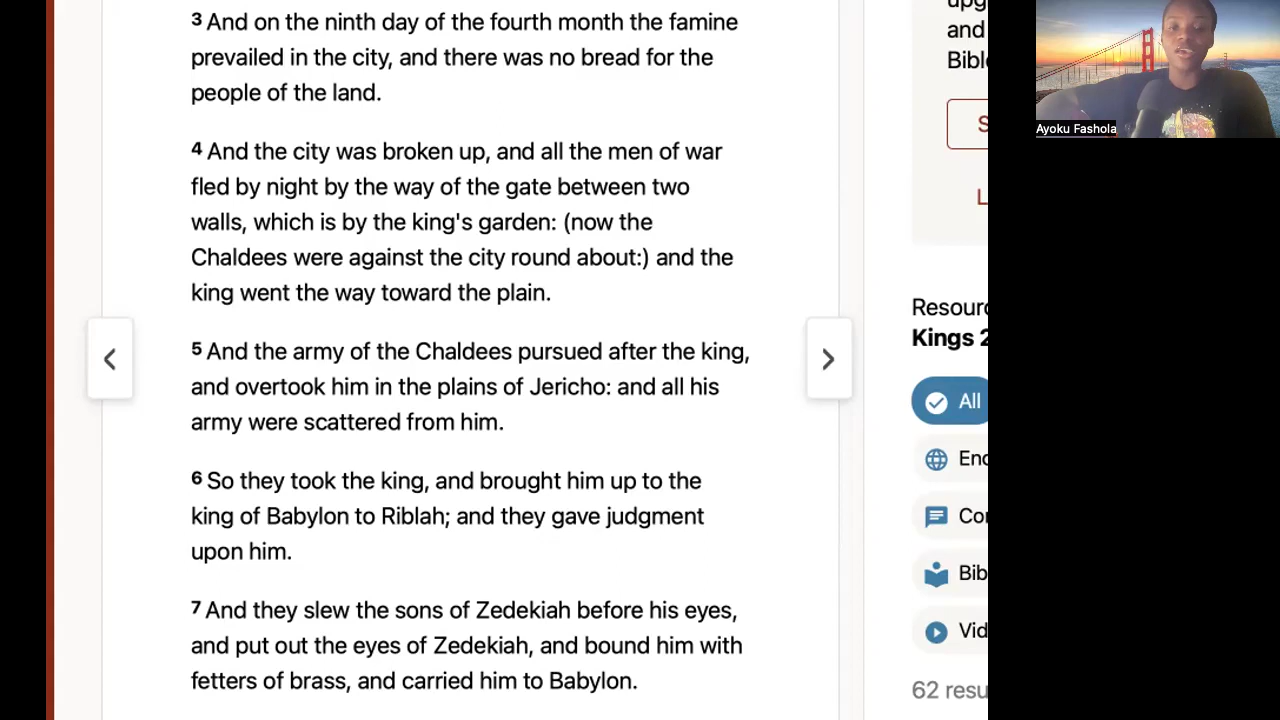 3 And on the ninth day of the fourth month the famine
prevailed in the city, and there was no bread for the
people of the land.
4 And the city was broken up, and all the men of war
fled by night by the way of the gate between two
walls, which is by the king's garden: (now the
Chaldees were against the city round about:) and the
king went the way toward the plain.
5 And the army of the Chaldees pursued after the king,
and overtook him in the plains of Jericho: and all his
army were scattered from him.
6 So they took the king, and brought him up to the
king of Babylon to Riblah; and they gave judgment
upon him.
7 And they slew the sons of Zedekiah before his eyes,
and put out the eyes of Zedekiah, and bound him with
fetters of brass, and carried him to Babylon.
and
Resour
Kings 2
All
62 resu
Ayoku Fashola